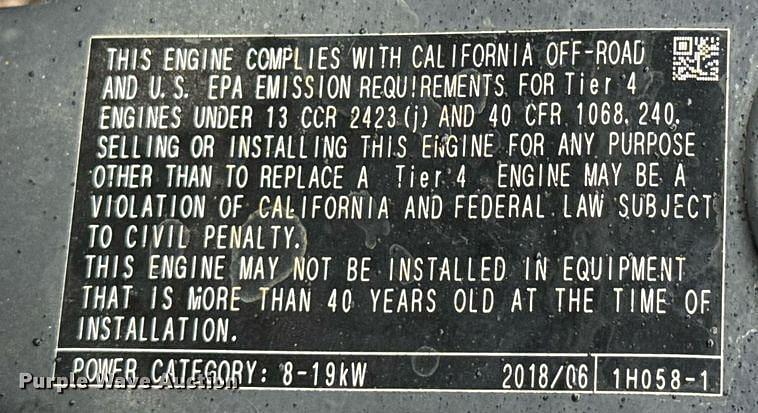 THIS ENGINE COMPLIES WITH CALIFORNIA OFF-ROAD
AND U.S. EPA EMISSION REQUIREMENTS FOR Tier 4
ENGINES UNDER 13 CCR 2423(j) AND 40 CFR 1068.240.
SELLING OR INSTALLING THIS ENGINE FOR ANY PURPOSE
OTHER THAN TO REPLACE A Tier 4 ENGINE MAY BE A
VIOLATION OF CALIFORNIA AND FEDERAL LAW SUBJECT
TO CIVIL PENALTY.
THIS ENGINE MAY NOT BE INSTALLED IN EQUIPMENT
THAT IS MORE THAN 40 YEARS OLD AT THE TIME OF
INSTALLATION.
POWER CATEGORY: 8-19kW 2018/06 1H058-1
Purple Wave Auction